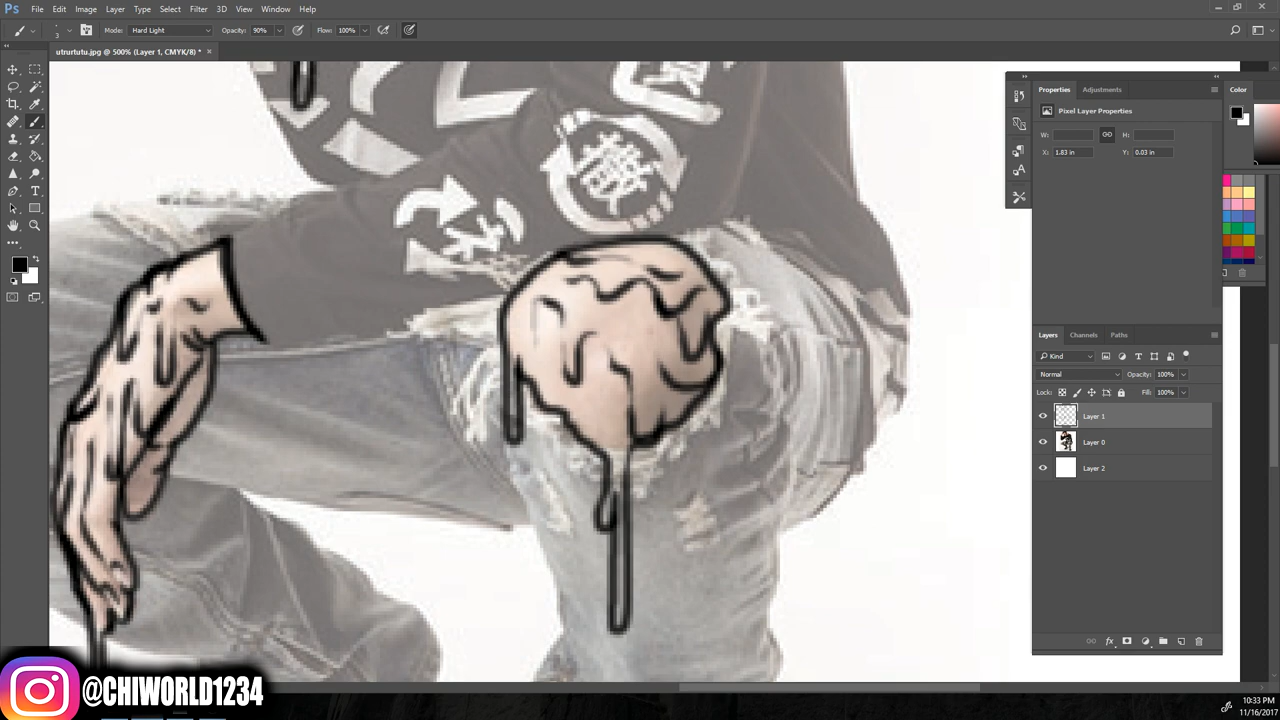 Ps File Edit Image Layer Type Select Filter 3D View Window Help
3 Mode: Hard Light Opacity: 90% Flow: 100%
utrurtutu.jpg @ 500% (Layer 1, CMYK/8) * ×
Properties Adjustments
Color
Pixel Layer Properties
W: H:
X: 1.83 in Y: 0.03 in
Layers Channels Paths
Kind
Normal Opacity: 100%
Lock: Fill: 100%
Layer 1
Layer 0
Layer 2
@CHIWORLD1234
10:33 PM
11/16/2017